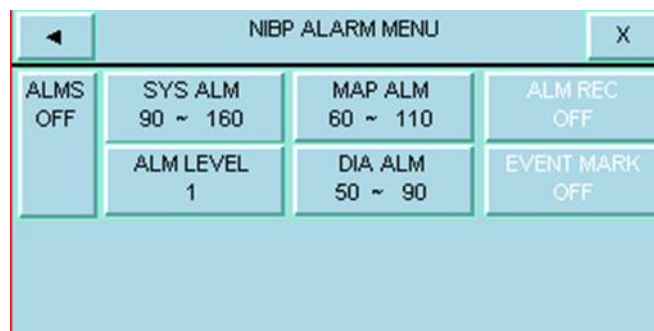 ◄ NIBP ALARM MENU X
ALMS
OFF
SYS ALM
90 ~ 160
MAP ALM
60 ~ 110
ALM REC
OFF
ALM LEVEL
1
DIA ALM
50 ~ 90
EVENT MARK
OFF